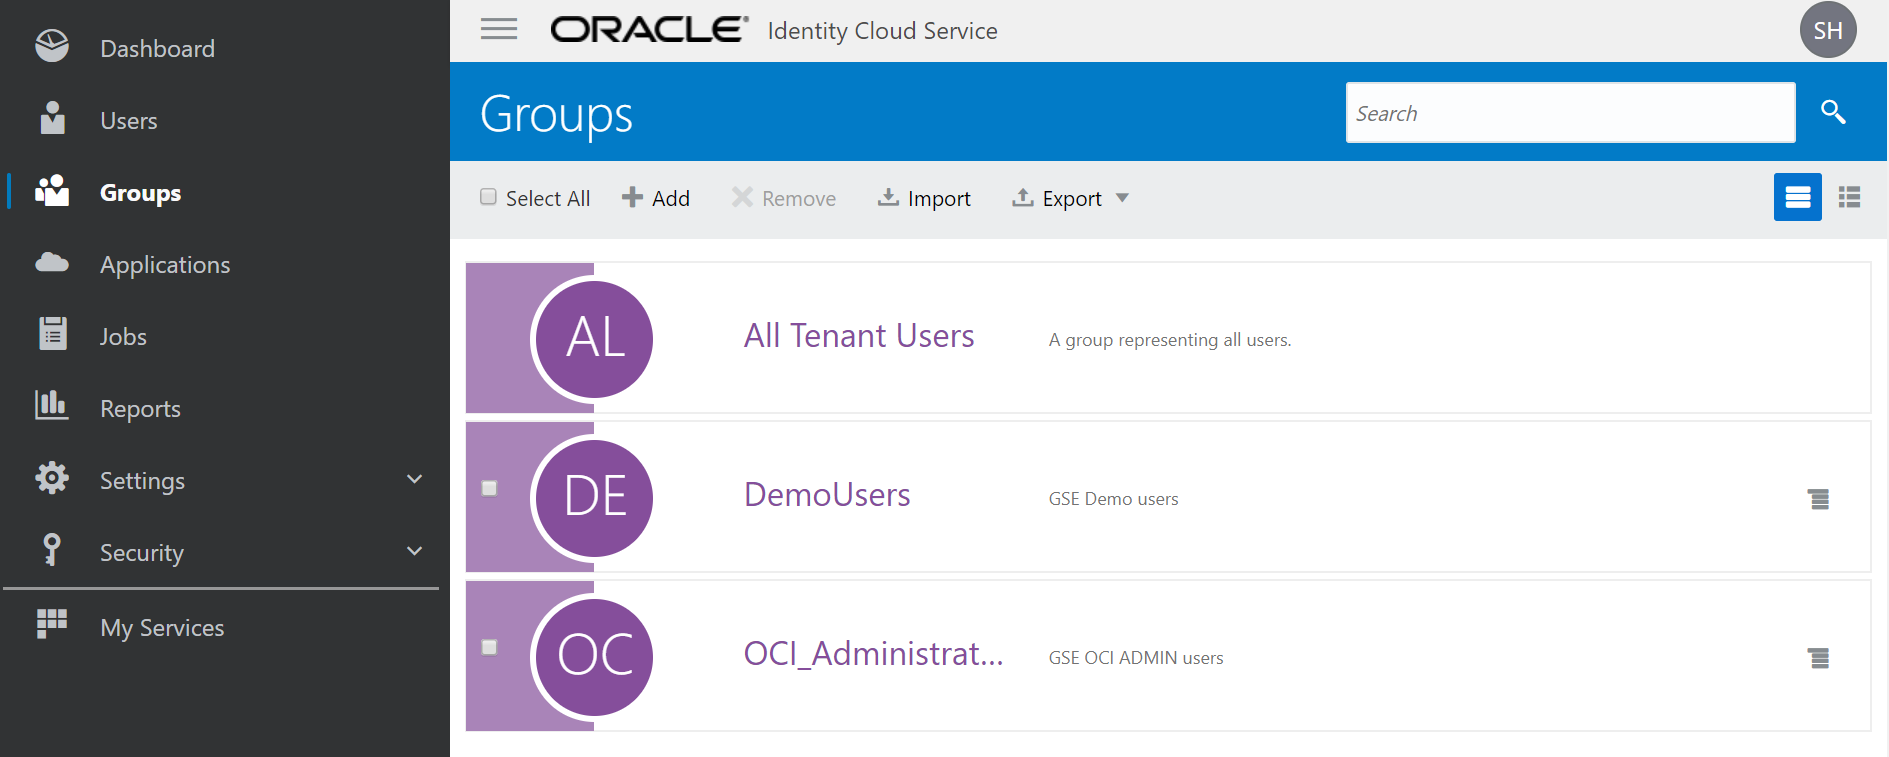 Dashboard
Users
Groups
Applications
Jobs
Reports
Settings
Security
My Services
ORACLE® Identity Cloud Service
SH
Groups
Search
Select All
Add
Remove
Import
Export
AL
All Tenant Users
A group representing all users.
DE
DemoUsers
GSE Demo users
OC
OCI_Administrat...
GSE OCI ADMIN users